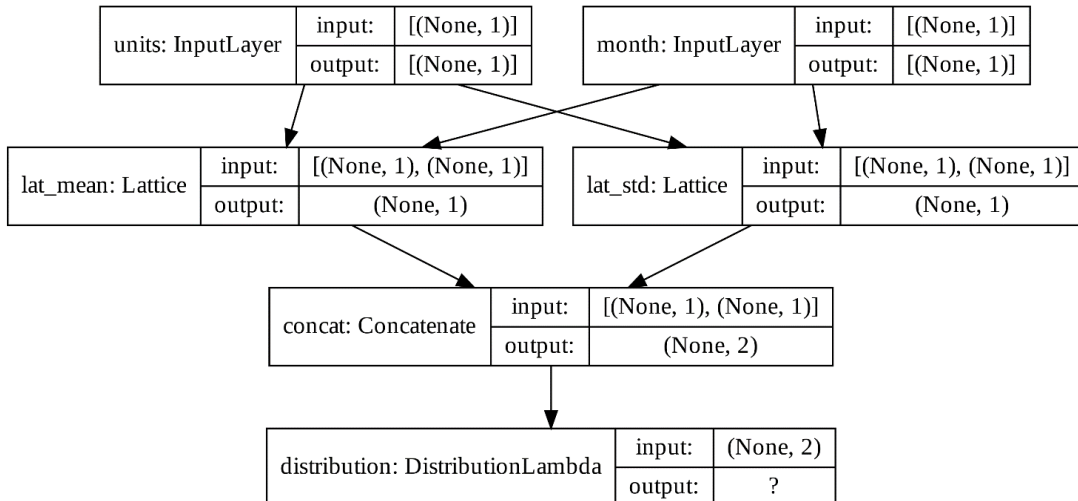 units: InputLayer
input: [(None, 1)]
output: [(None, 1)]
month: InputLayer
input: [(None, 1)]
output: [(None, 1)]
lat_mean: Lattice
input: [(None, 1), (None, 1)]
output: (None, 1)
lat_std: Lattice
input: [(None, 1), (None, 1)]
output: (None, 1)
concat: Concatenate
input: [(None, 1), (None, 1)]
output: (None, 2)
distribution: DistributionLambda
input: (None, 2)
output: ?